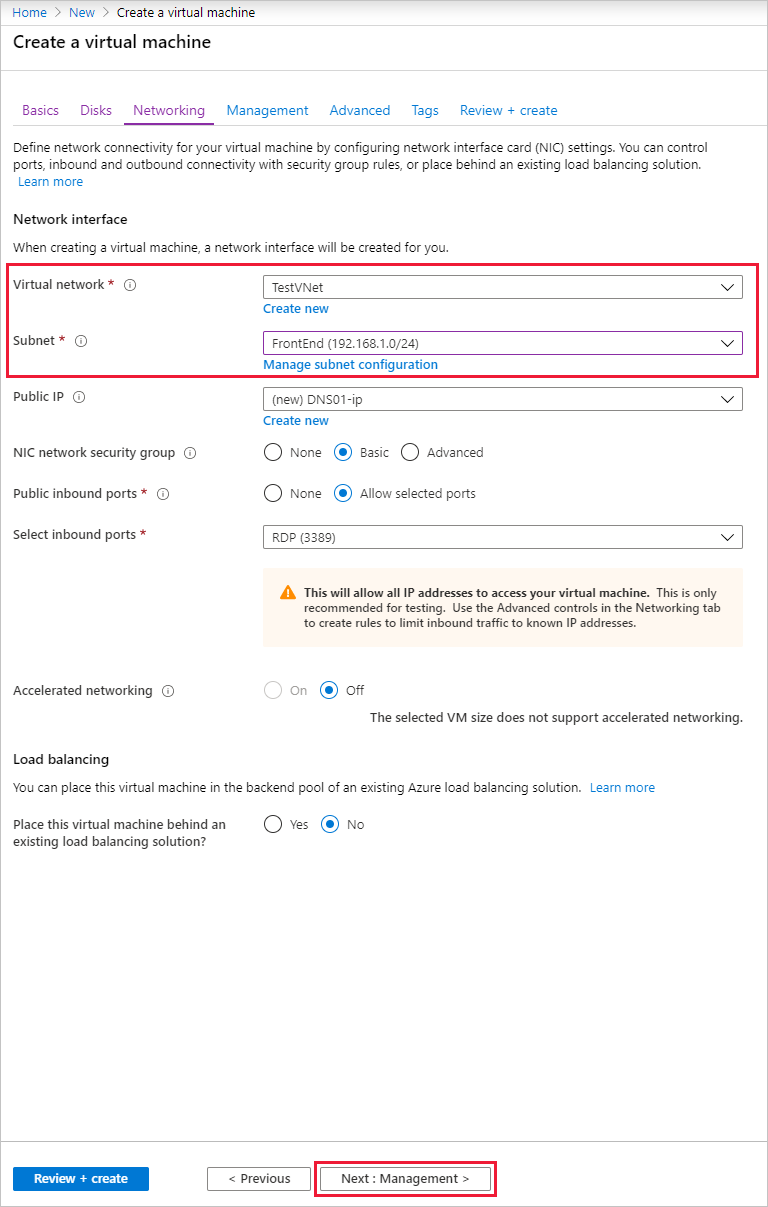 Home > New > Create a virtual machine
Create a virtual machine
Basics Disks Networking Management Advanced Tags Review + create
Define network connectivity for your virtual machine by configuring network interface card (NIC) settings. You can control
ports, inbound and outbound connectivity with security group rules, or place behind an existing load balancing solution.
Learn more
Network interface
When creating a virtual machine, a network interface will be created for you.
Virtual network * TestVNet
Create new
Subnet * FrontEnd (192.168.1.0/24)
Manage subnet configuration
Public IP (new) DNS01-ip
Create new
NIC network security group None Basic Advanced
Public inbound ports * None Allow selected ports
Select inbound ports * RDP (3389)
This will allow all IP addresses to access your virtual machine. This is only
recommended for testing. Use the Advanced controls in the Networking tab
to create rules to limit inbound traffic to known IP addresses.
Accelerated networking On Off
The selected VM size does not support accelerated networking.
Load balancing
You can place this virtual machine in the backend pool of an existing Azure load balancing solution. Learn more
Place this virtual machine behind an Yes No
existing load balancing solution?
Review + create < Previous Next : Management >